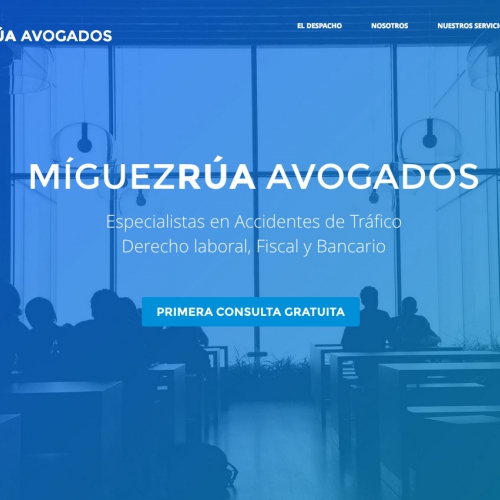 EL DESPACHO NOSOTROS NUESTROS SERVICIO
ÚA AVOGADOS
MÍGUEZRÚA AVOGADOS
Especialistas en Accidentes de Tráfico
Derecho laboral, Fiscal y Bancario
PRIMERA CONSULTA GRATUITA